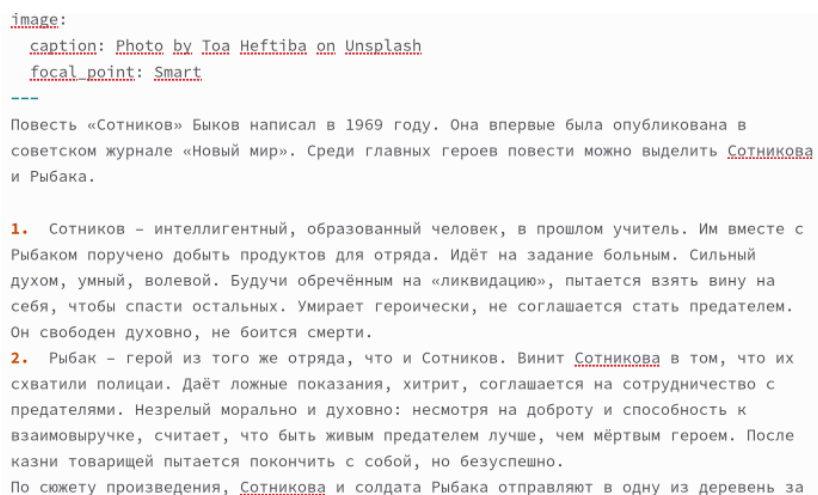 image:
caption: Photo by Toa Heftiba on Unsplash
focal_point: Smart
---
Повесть «Сотников» Быков написал в 1969 году. Она впервые была опубликована в
советском журнале «Новый мир». Среди главных героев повести можно выделить Сотникова
и Рыбака.
1. Сотников – интеллигентный, образованный человек, в прошлом учитель. Им вместе с
Рыбаком поручено добыть продуктов для отряда. Идёт на задание больным. Сильный
духом, умный, волевой. Будучи обречённым на «ликвидацию», пытается взять вину на
себя, чтобы спасти остальных. Умирает героически, не соглашается стать предателем.
Он свободен духовно, не боится смерти.
2. Рыбак – герой из того же отряда, что и Сотников. Винит Сотникова в том, что их
схватили полицаи. Даёт ложные показания, хитрит, соглашается на сотрудничество с
предателями. Незрелый морально и духовно: несмотря на доброту и способность к
взаимовыручке, считает, что быть живым предателем лучше, чем мёртвым героем. После
казни товарищей пытается покончить с собой, но безуспешно.
По сюжету произведения, Сотникова и солдата Рыбака отправляют в одну из деревень за